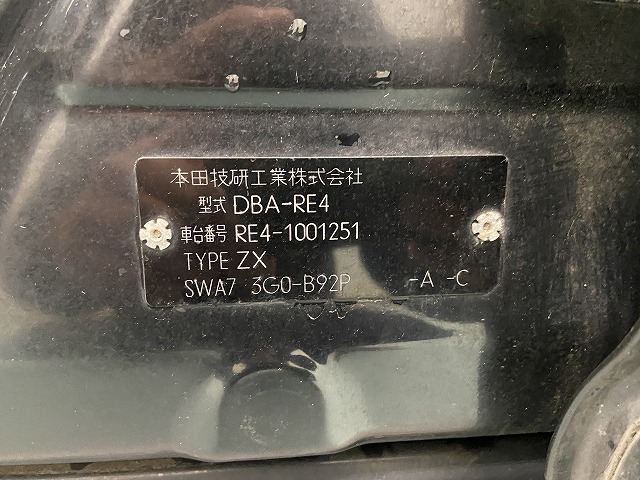 本田技研工業株式会社
型式 DBA-RE4
車台番号 RE4-1001251
TYPE ZX
SWA7 3G0-B92P -A -C